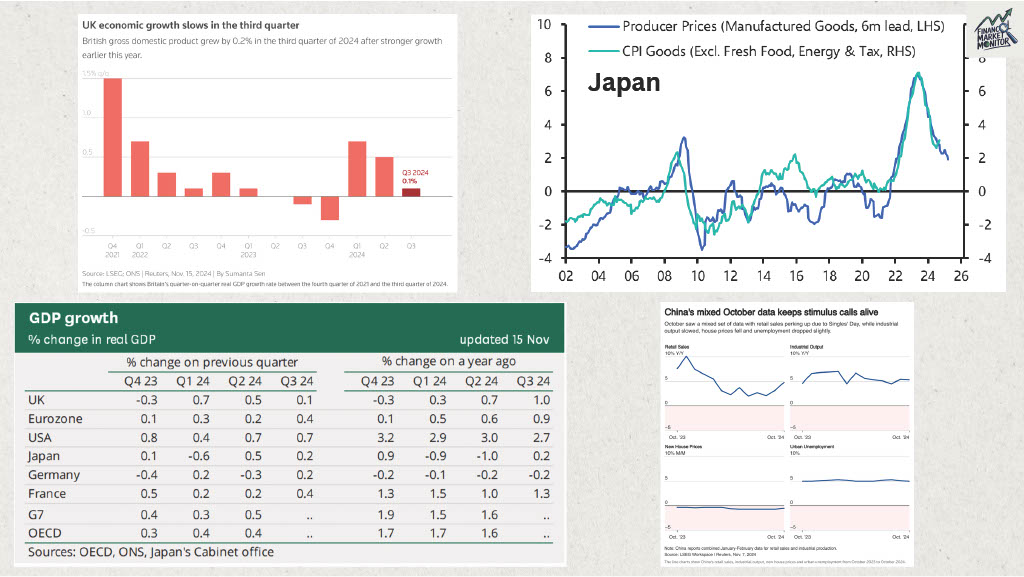 UK economic growth slows in the third quarter
British gross domestic product grew by 0.2% in the third quarter of 2024 after stronger growth
earlier this year.
1.5% q/q
1.0
0.5
-0.5
Q3 2024
0.1%
Q4 Q1 Q2 Q3 Q4 Q1 Q2 Q3 Q4 Q1 Q2 Q3
2021 2022 2023 2024
Source: LSEG; ONS | Reuters, Nov. 15, 2024 | By Sumanta Sen
The column chart shows Britain's quarter-on-quarter real GDP growth rate between the fourth quarter of 2021 and the third quarter of 2024.
Producer Prices (Manufactured Goods, 6m lead, LHS)
CPI Goods (Excl. Fresh Food, Energy & Tax, RHS)
Japan
10
8 8
6 6
4 4
2 2
0 0
-2 -2
-4 -4
02 04 06 08 10 12 14 16 18 20 22 24 26
FINANCIAL
MARKET
MONITOR
GDP growth
% change in real GDP updated 15 Nov
% change on previous quarter % change on a year ago
Q4 23 Q1 24 Q2 24 Q3 24 Q4 23 Q1 24 Q2 24 Q3 24
UK -0.3 0.7 0.5 0.1 -0.3 0.3 0.7 1.0
Eurozone 0.1 0.3 0.2 0.4 0.1 0.5 0.6 0.9
USA 0.8 0.4 0.7 0.7 3.2 2.9 3.0 2.7
Japan 0.1 -0.6 0.5 0.2 0.9 -0.9 -1.0 0.2
Germany -0.4 0.2 -0.3 0.2 -0.2 -0.1 -0.2 -0.2
France 0.5 0.2 0.2 0.4 1.3 1.5 1.0 1.3
G7 0.4 0.3 0.5 .. 1.9 1.5 1.6 ..
OECD 0.3 0.4 0.4 .. 1.7 1.7 1.6 ..
Sources: OECD, ONS, Japan's Cabinet office
China's mixed October data keeps stimulus calls alive
October saw a mixed set of data with retail sales perking up due to Singles' Day, while industrial
output slowed, house prices fell and unemployment dropped slightly.
Retail Sales Industrial Output
10% Y/Y 10% Y/Y
5 5
0 0
-5 -5
Oct. '23 Oct. '24 Oct. '23 Oct. '24
New House Prices Urban Unemployment
10% M/M 10%
5 5
0 0
-5 -5
Oct. '23 Oct. '24 Oct. '23 Oct. '24
Note: China reports combined January-February data for retail sales and industrial production.
The line charts show China's retail sales, industrial output, new house prices and urban unemployment from October 2023 to October 2024.